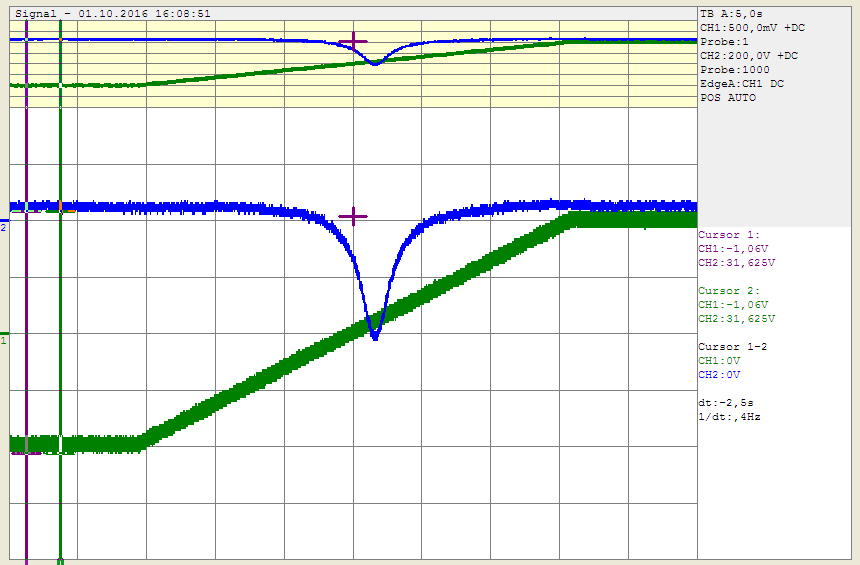 Signal - 01.10.2016 16:08:51
TB A:5,0s
CH1:500,0mV +DC
Probe:1
CH2:200,0V +DC
Probe:1000
EdgeA:CH1 DC
POS AUTO
2
1
Cursor 1:
CH1:-1,06V
CH2:31,625V
Cursor 2:
CH1:-1,06V
CH2:31,625V
Cursor 1-2
CH1:0V
CH2:0V
dt:-2,5s
1/dt:,4Hz